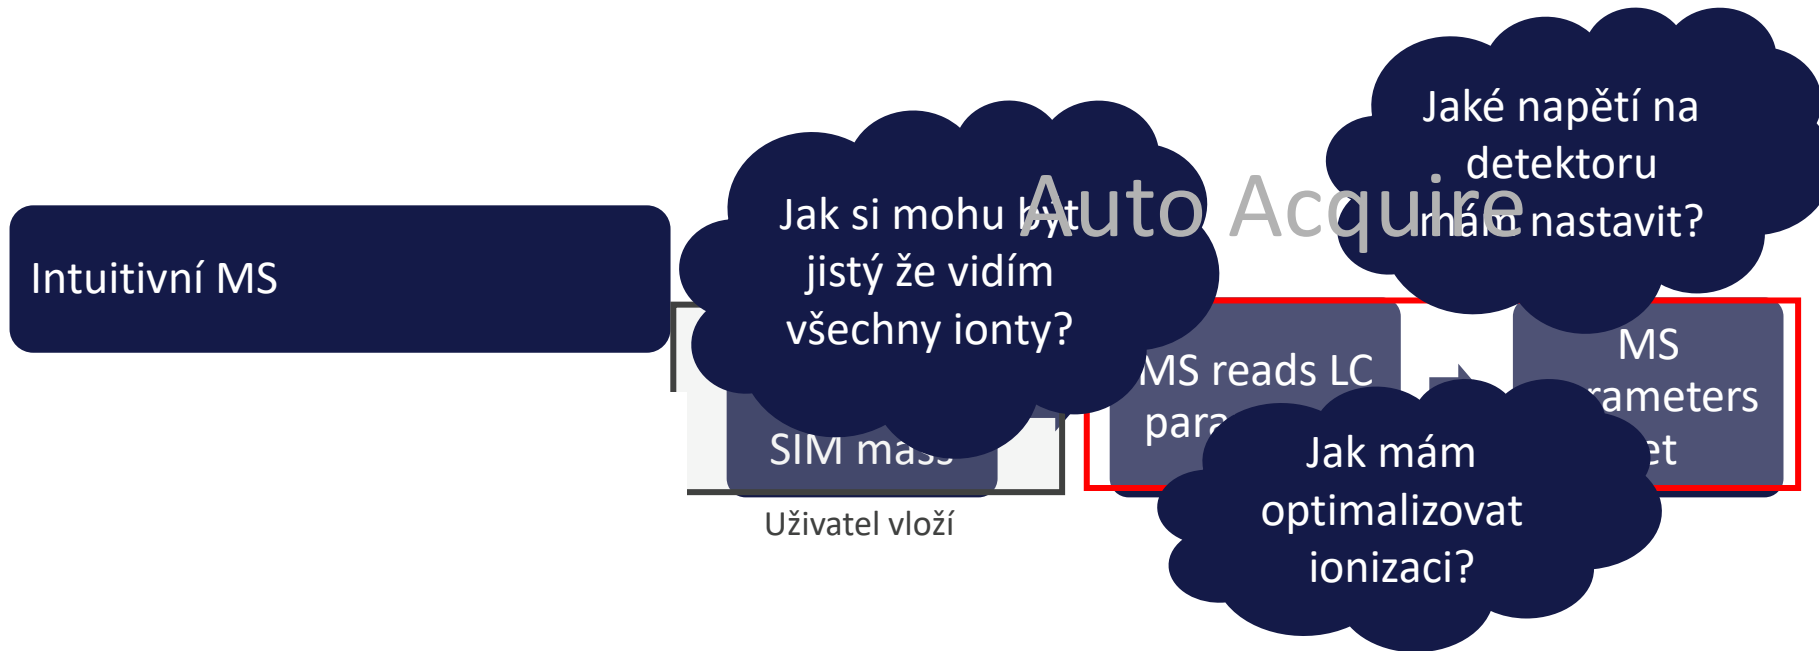 Intuitivní MS
Jak si mohu být
jistý že vidím
všechny ionty?
Auto Acquire
Jaké napětí na
detektoru
mám nastavit?
SIM mass
Uživatel vloží
MS reads LC
MS
Jak mám
optimalizovat
ionizaci?